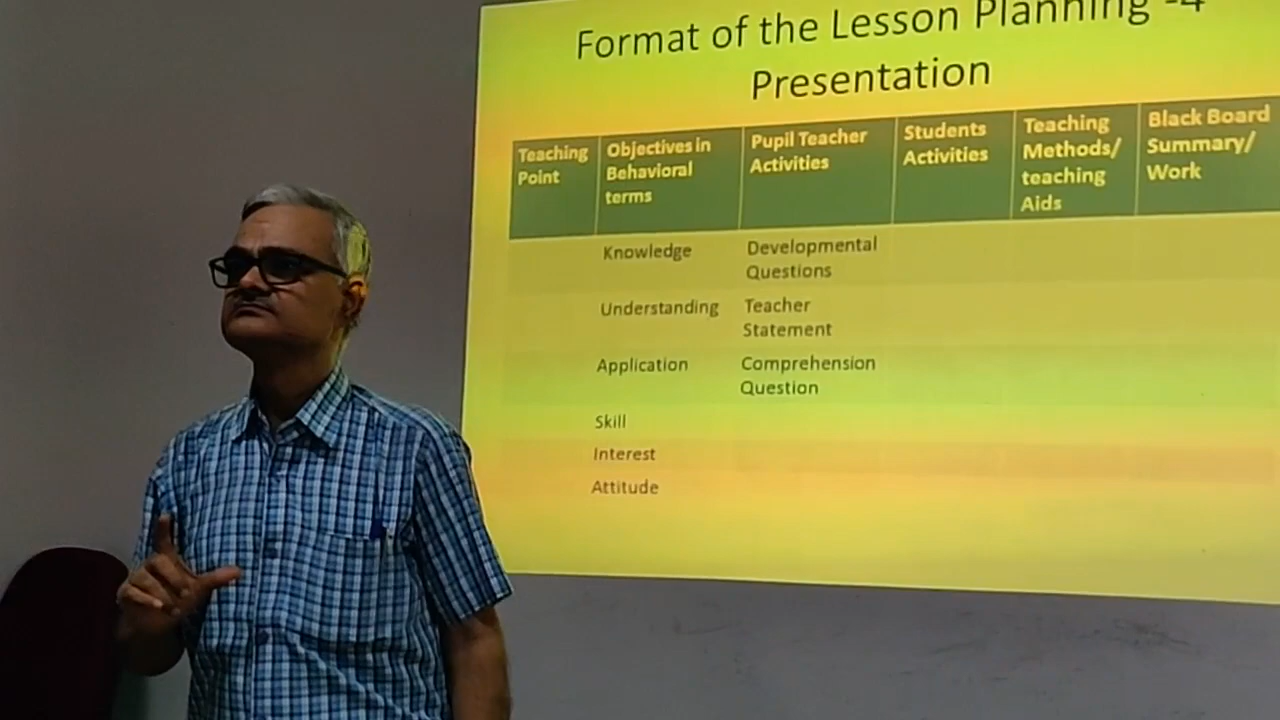 Format of the Lesson Planning -4
Presentation
Teaching Point
Objectives in Behavioral terms
Pupil Teacher Activities
Students Activities
Teaching Methods/ teaching Aids
Black Board Summary/ Work
Knowledge
Developmental Questions
Understanding
Teacher Statement
Application
Comprehension Question
Skill
Interest
Attitude